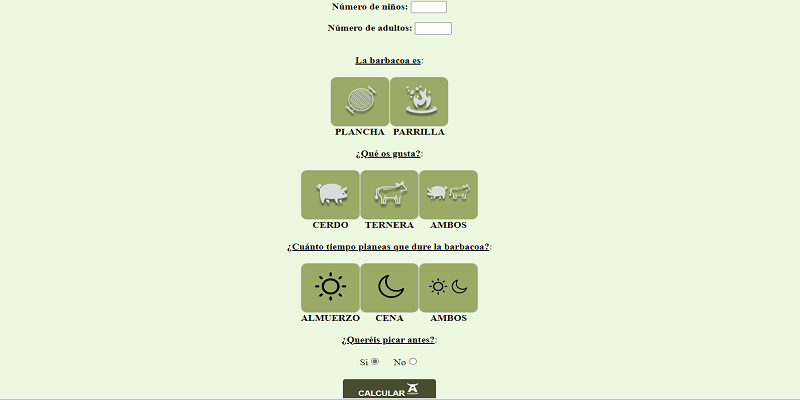 Número de niños:
Número de adultos:
La barbacoa es:
PLANCHA PARRILLA
¿Qué os gusta?:
CERDO TERNERA AMBOS
¿Cuánto tiempo planeas que dure la barbacoa?:
ALMUERZO CENA AMBOS
¿Queréis picar antes?:
Si No
CALCULAR